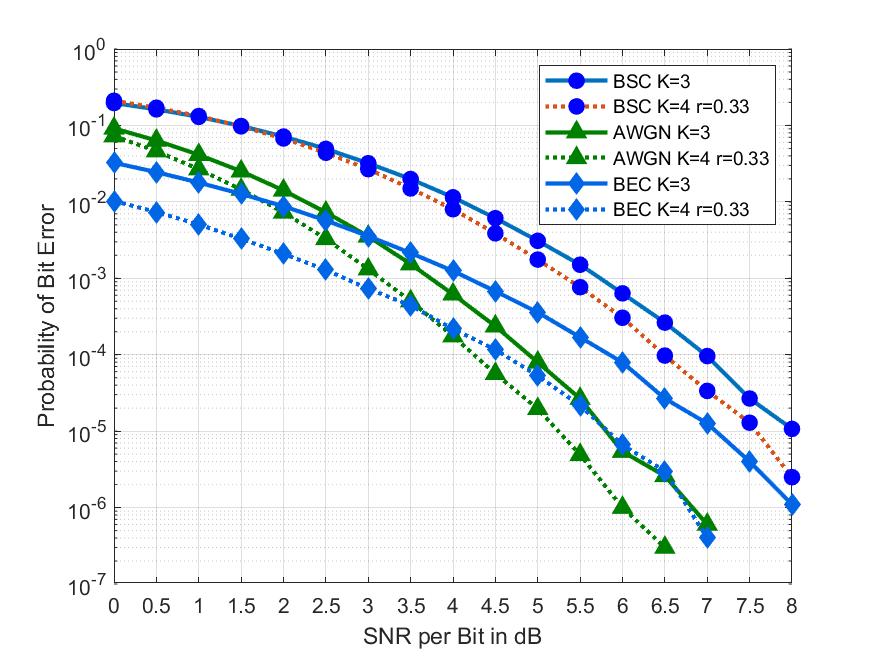 10^0
10^-1
10^-2
10^-3
10^-4
10^-5
10^-6
10^-7
Probability of Bit Error
BSC K=3
BSC K=4 r=0.33
AWGN K=3
AWGN K=4 r=0.33
BEC K=3
BEC K=4 r=0.33
0 0.5 1 1.5 2 2.5 3 3.5 4 4.5 5 5.5 6 6.5 7 7.5 8
SNR per Bit in dB